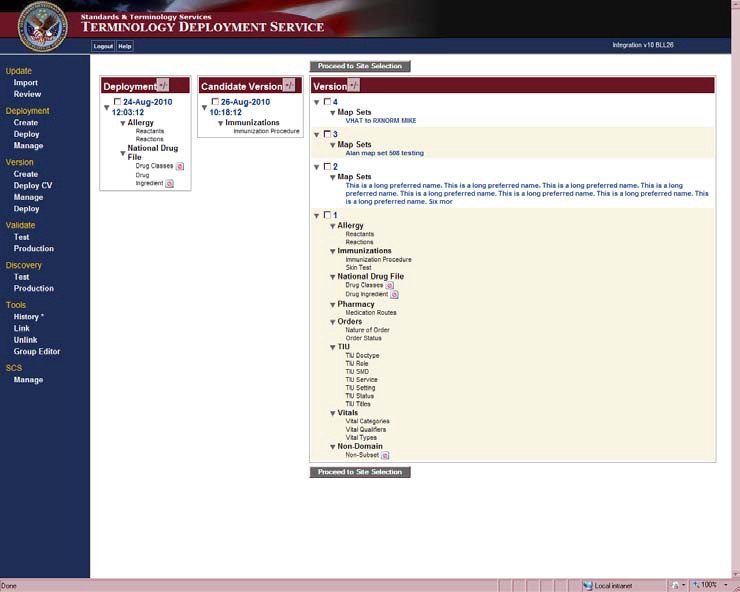 Standards & Terminology Services
TERMINOLOGY DEPLOYMENT SERVICE
Logout Help
Integration v10 BLL26
Update
Import
Review
Deployment
Create
Deploy
Manage
Version
Create
Deploy CV
Manage
Deploy
Validate
Test
Production
Discovery
Test
Production
Tools
History *
Link
Unlink
Group Editor
SCS
Manage
Proceed to Site Selection
Deployment +/-
24-Aug-2010
12:03:12
Allergy
Reactants
Reactions
National Drug
File
Drug Classes
Drug
Ingredient
Candidate Version +/-
26-Aug-2010
10:18:12
Immunizations
Immunization Procedure
Version +/-
4
Map Sets
VHAT to RXNORM MIKE
3
Map Sets
Alan map set 508 testing
2
Map Sets
This is a long preferred name. This is a long preferred name. This is a long preferred name. This is a long
preferred name. This is a long preferred name. This is a long preferred name. This is a long preferred name. This
is a long preferred name. Six mor
1
Allergy
Reactants
Reactions
Immunizations
Immunization Procedure
Skin Test
National Drug File
Drug Classes
Drug Ingredient
Pharmacy
Medication Routes
Orders
Nature of Order
Order Status
TIU
TIU Doctype
TIU Role
TIU SMD
TIU Service
TIU Setting
TIU Status
TIU Titles
Vitals
Vital Categories
Vital Qualifiers
Vital Types
Non-Domain
Non-Subset
Proceed to Site Selection
Done
Local intranet
100%